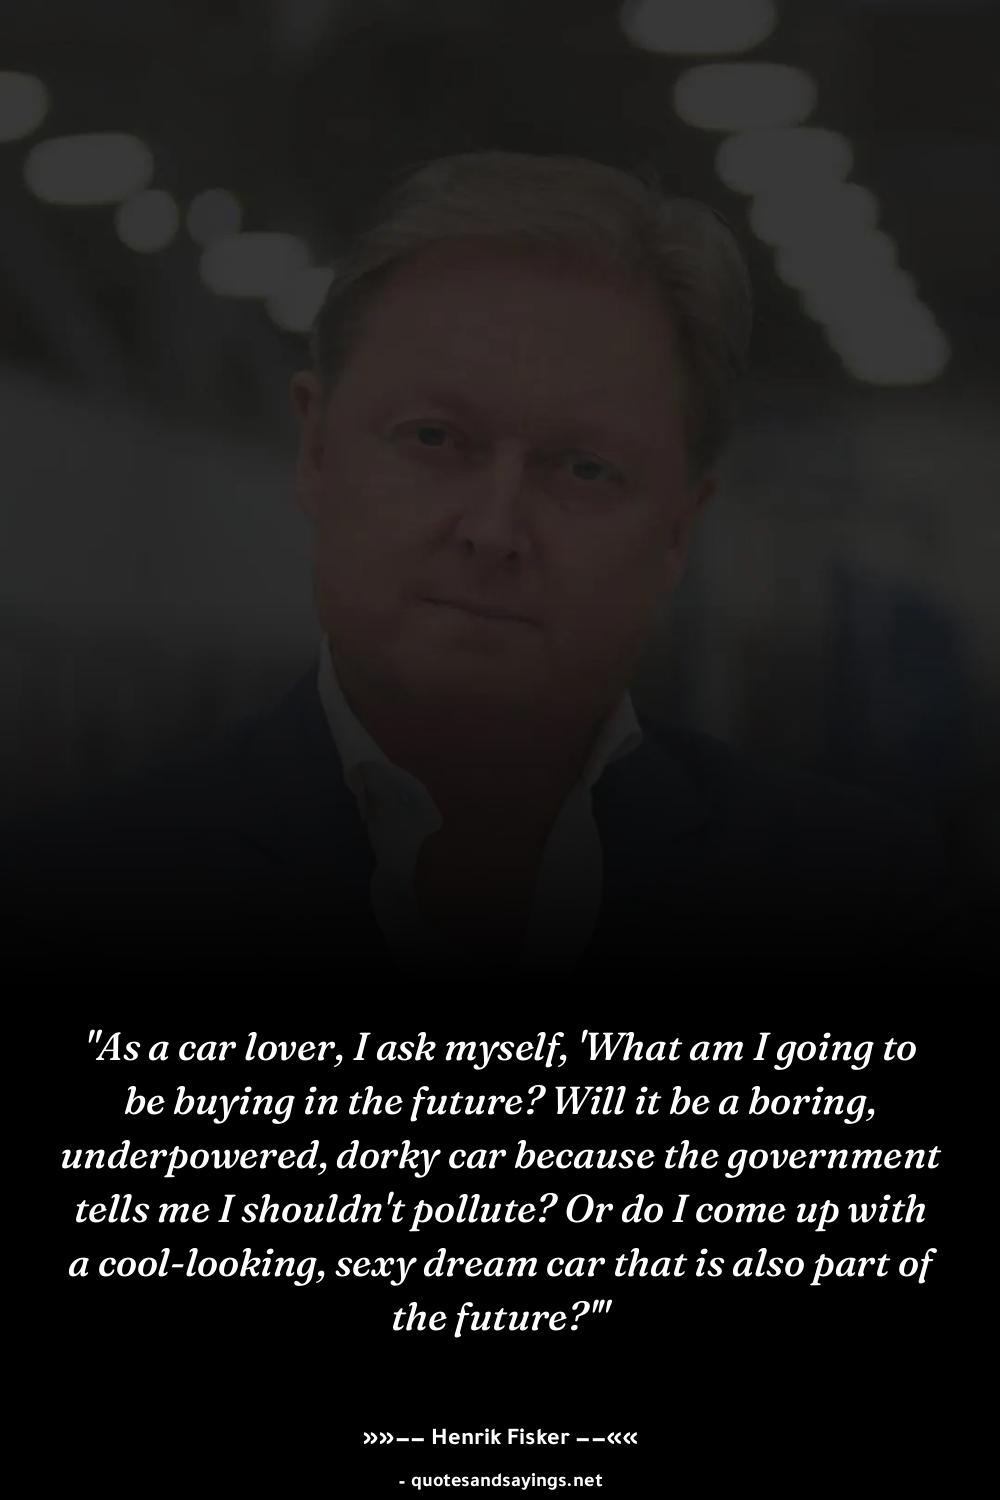 "As a car lover, I ask myself, 'What am I going to
be buying in the future? Will it be a boring,
underpowered, dorky car because the government
tells me I shouldn't pollute? Or do I come up with
a cool-looking, sexy dream car that is also part of
the future?'"
»»–– Henrik Fisker ––««
- quotesandsayings.net